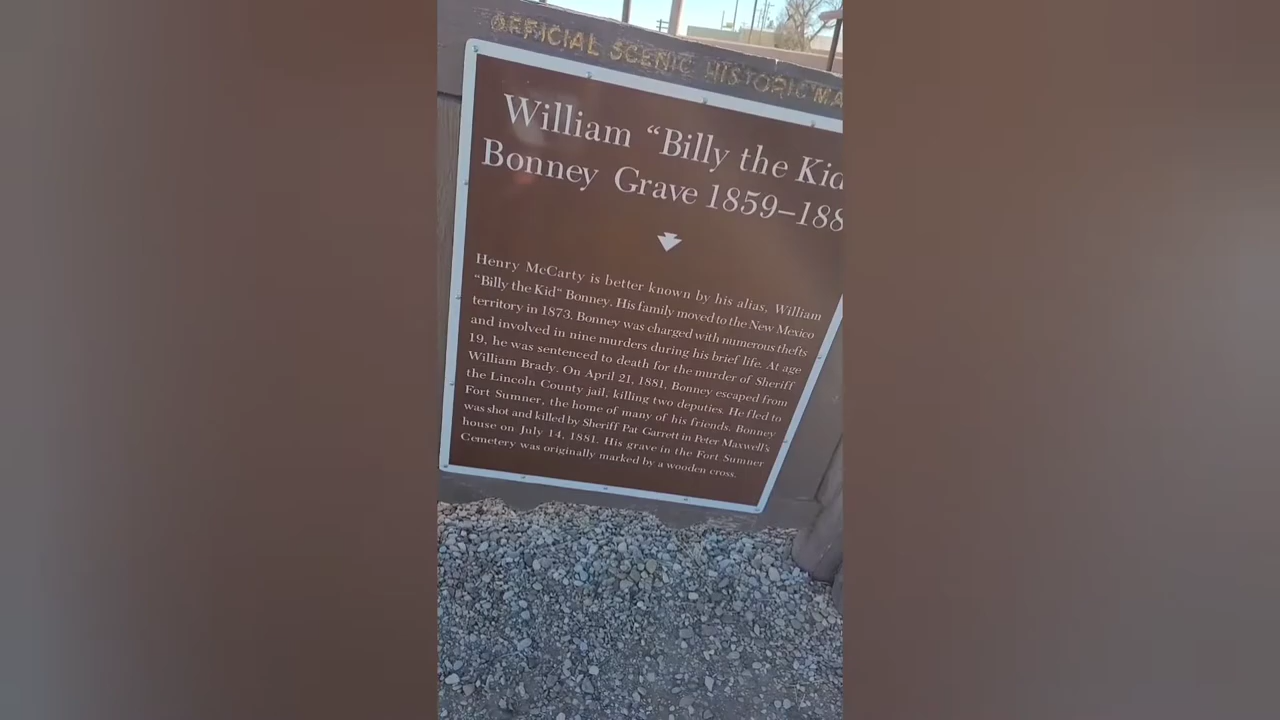 OFFICIAL SCENIC HISTORIC MA
William “Billy the Kid
Bonney Grave 1859–188
Henry McCarty is better known by his alias, William
“Billy the Kid” Bonney. His family moved to the New Mexico
territory in 1873. Bonney was charged with numerous thefts
and involved in nine murders during his brief life. At age
19, he was sentenced to death for the murder of Sheriff
William Brady. On April 21, 1881, Bonney escaped from
the Lincoln County jail, killing two deputies. He fled to
Fort Sumner, the home of many of his friends. Bonney
was shot and killed by Sheriff Pat Garrett in Peter Maxwell's
house on July 14, 1881. His grave in the Fort Sumner
Cemetery was originally marked by a wooden cross.